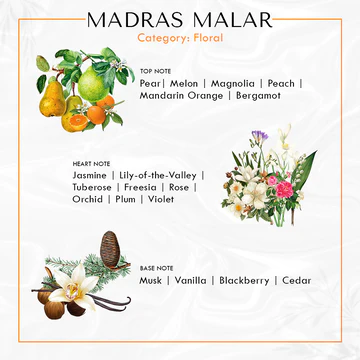 MADRAS MALAR
Category: Floral
TOP NOTE
Pear| Melon | Magnolia | Peach |
Mandarin Orange | Bergamot
HEART NOTE
Jasmine | Lily-of-the-Valley |
Tuberose | Freesia | Rose |
Orchid | Plum | Violet
BASE NOTE
Musk | Vanilla | Blackberry | Cedar